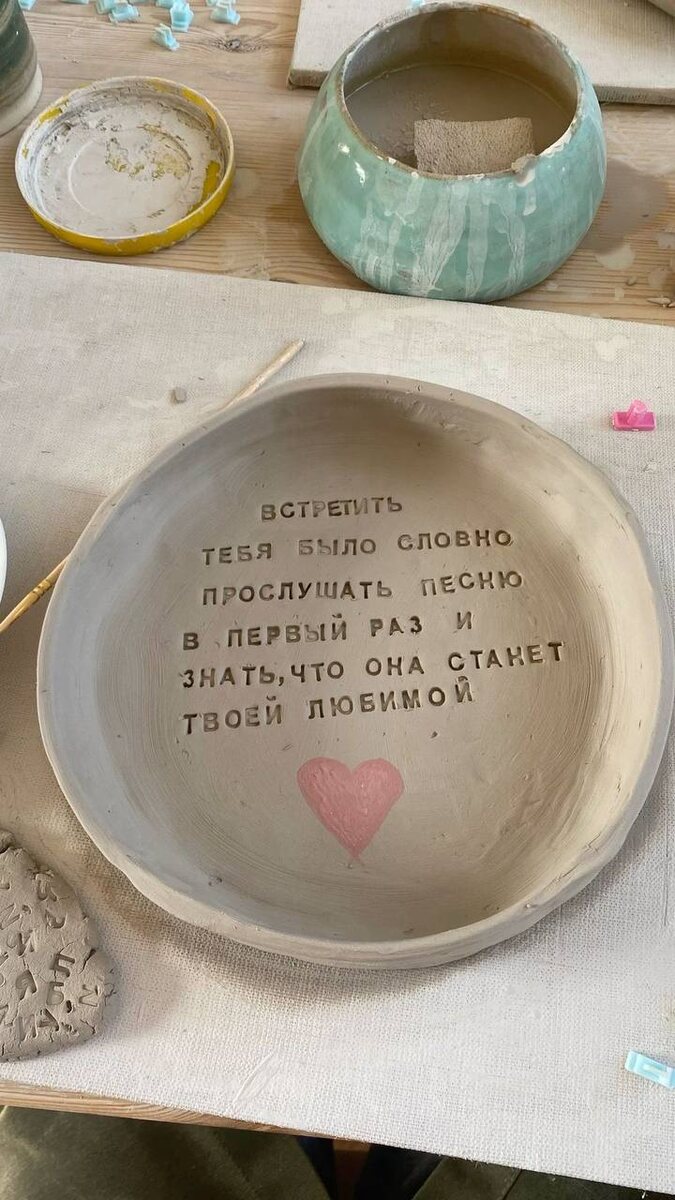 ВСТРЕТИТЬ
ТЕБЯ БЫЛО СЛОВНО
ПРОСЛУШАТЬ ПЕСНЮ
В ПЕРВЫЙ РАЗ И
ЗНАТЬ, ЧТО ОНА СТАНЕТ
ТВОЕЙ ЛЮБИМОЙ